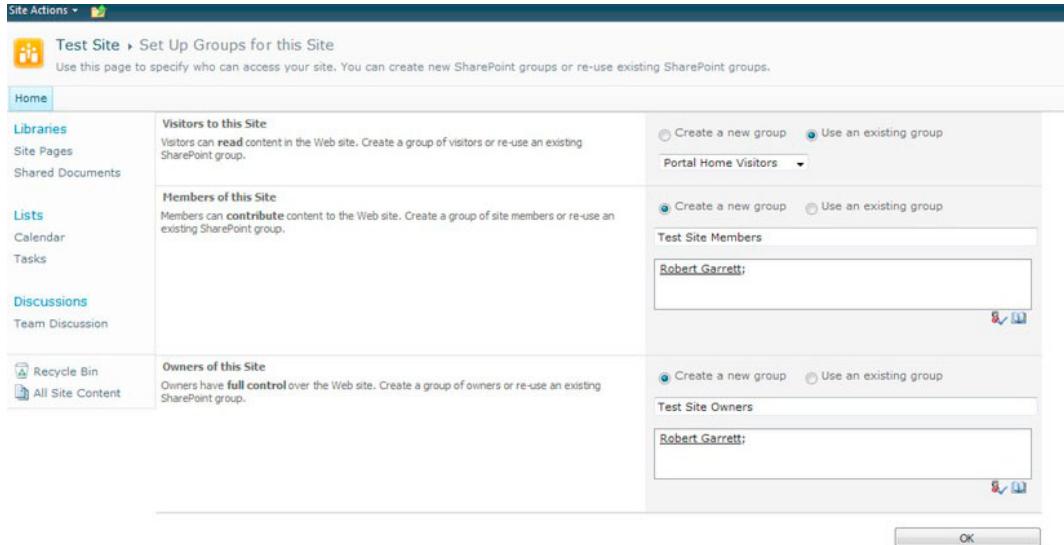 Site Actions
Test Site ▸ Set Up Groups for this Site
Use this page to specify who can access your site. You can create new SharePoint groups or re-use existing SharePoint groups.
Home
Libraries
Site Pages
Shared Documents
Lists
Calendar
Tasks
Discussions
Team Discussion
Recycle Bin
All Site Content
Visitors to this Site
Visitors can read content in the Web site. Create a group of visitors or re-use an existing
SharePoint group.
Create a new group Use an existing group
Portal Home Visitors
Members of this Site
Members can contribute content to the Web site. Create a group of site members or re-use an
existing SharePoint group.
Create a new group Use an existing group
Test Site Members
Robert Garrett;
Owners of this Site
Owners have full control over the Web site. Create a group of owners or re-use an existing
SharePoint group.
Create a new group Use an existing group
Test Site Owners
Robert Garrett;
OK